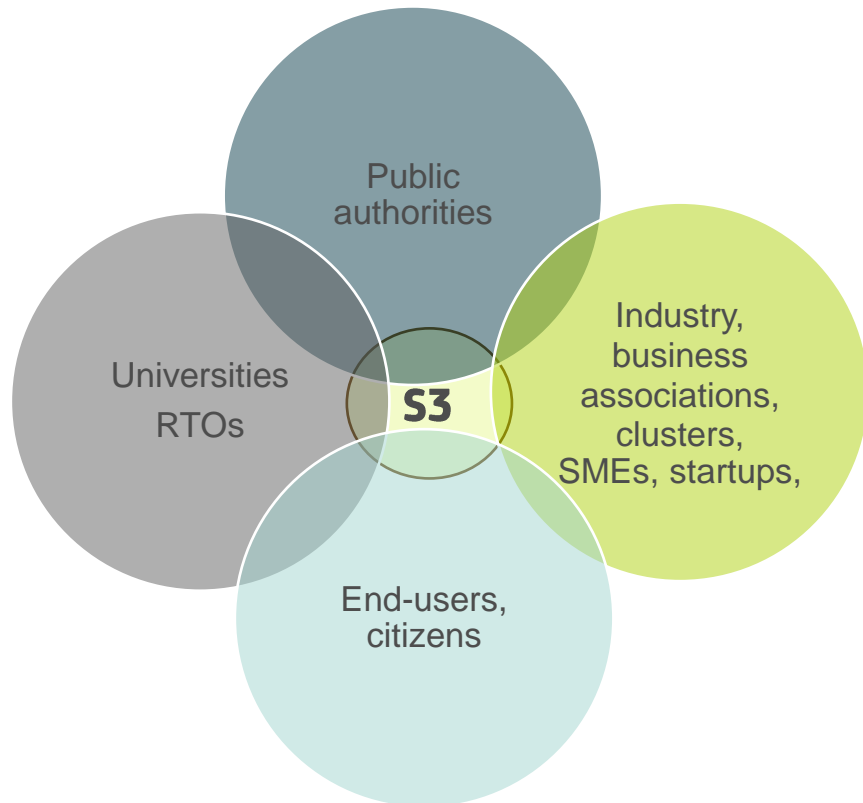 Public
authorities
Industry,
business
associations,
clusters,
SMEs, startups,
Universities
RTOs
S3
End-users,
citizens